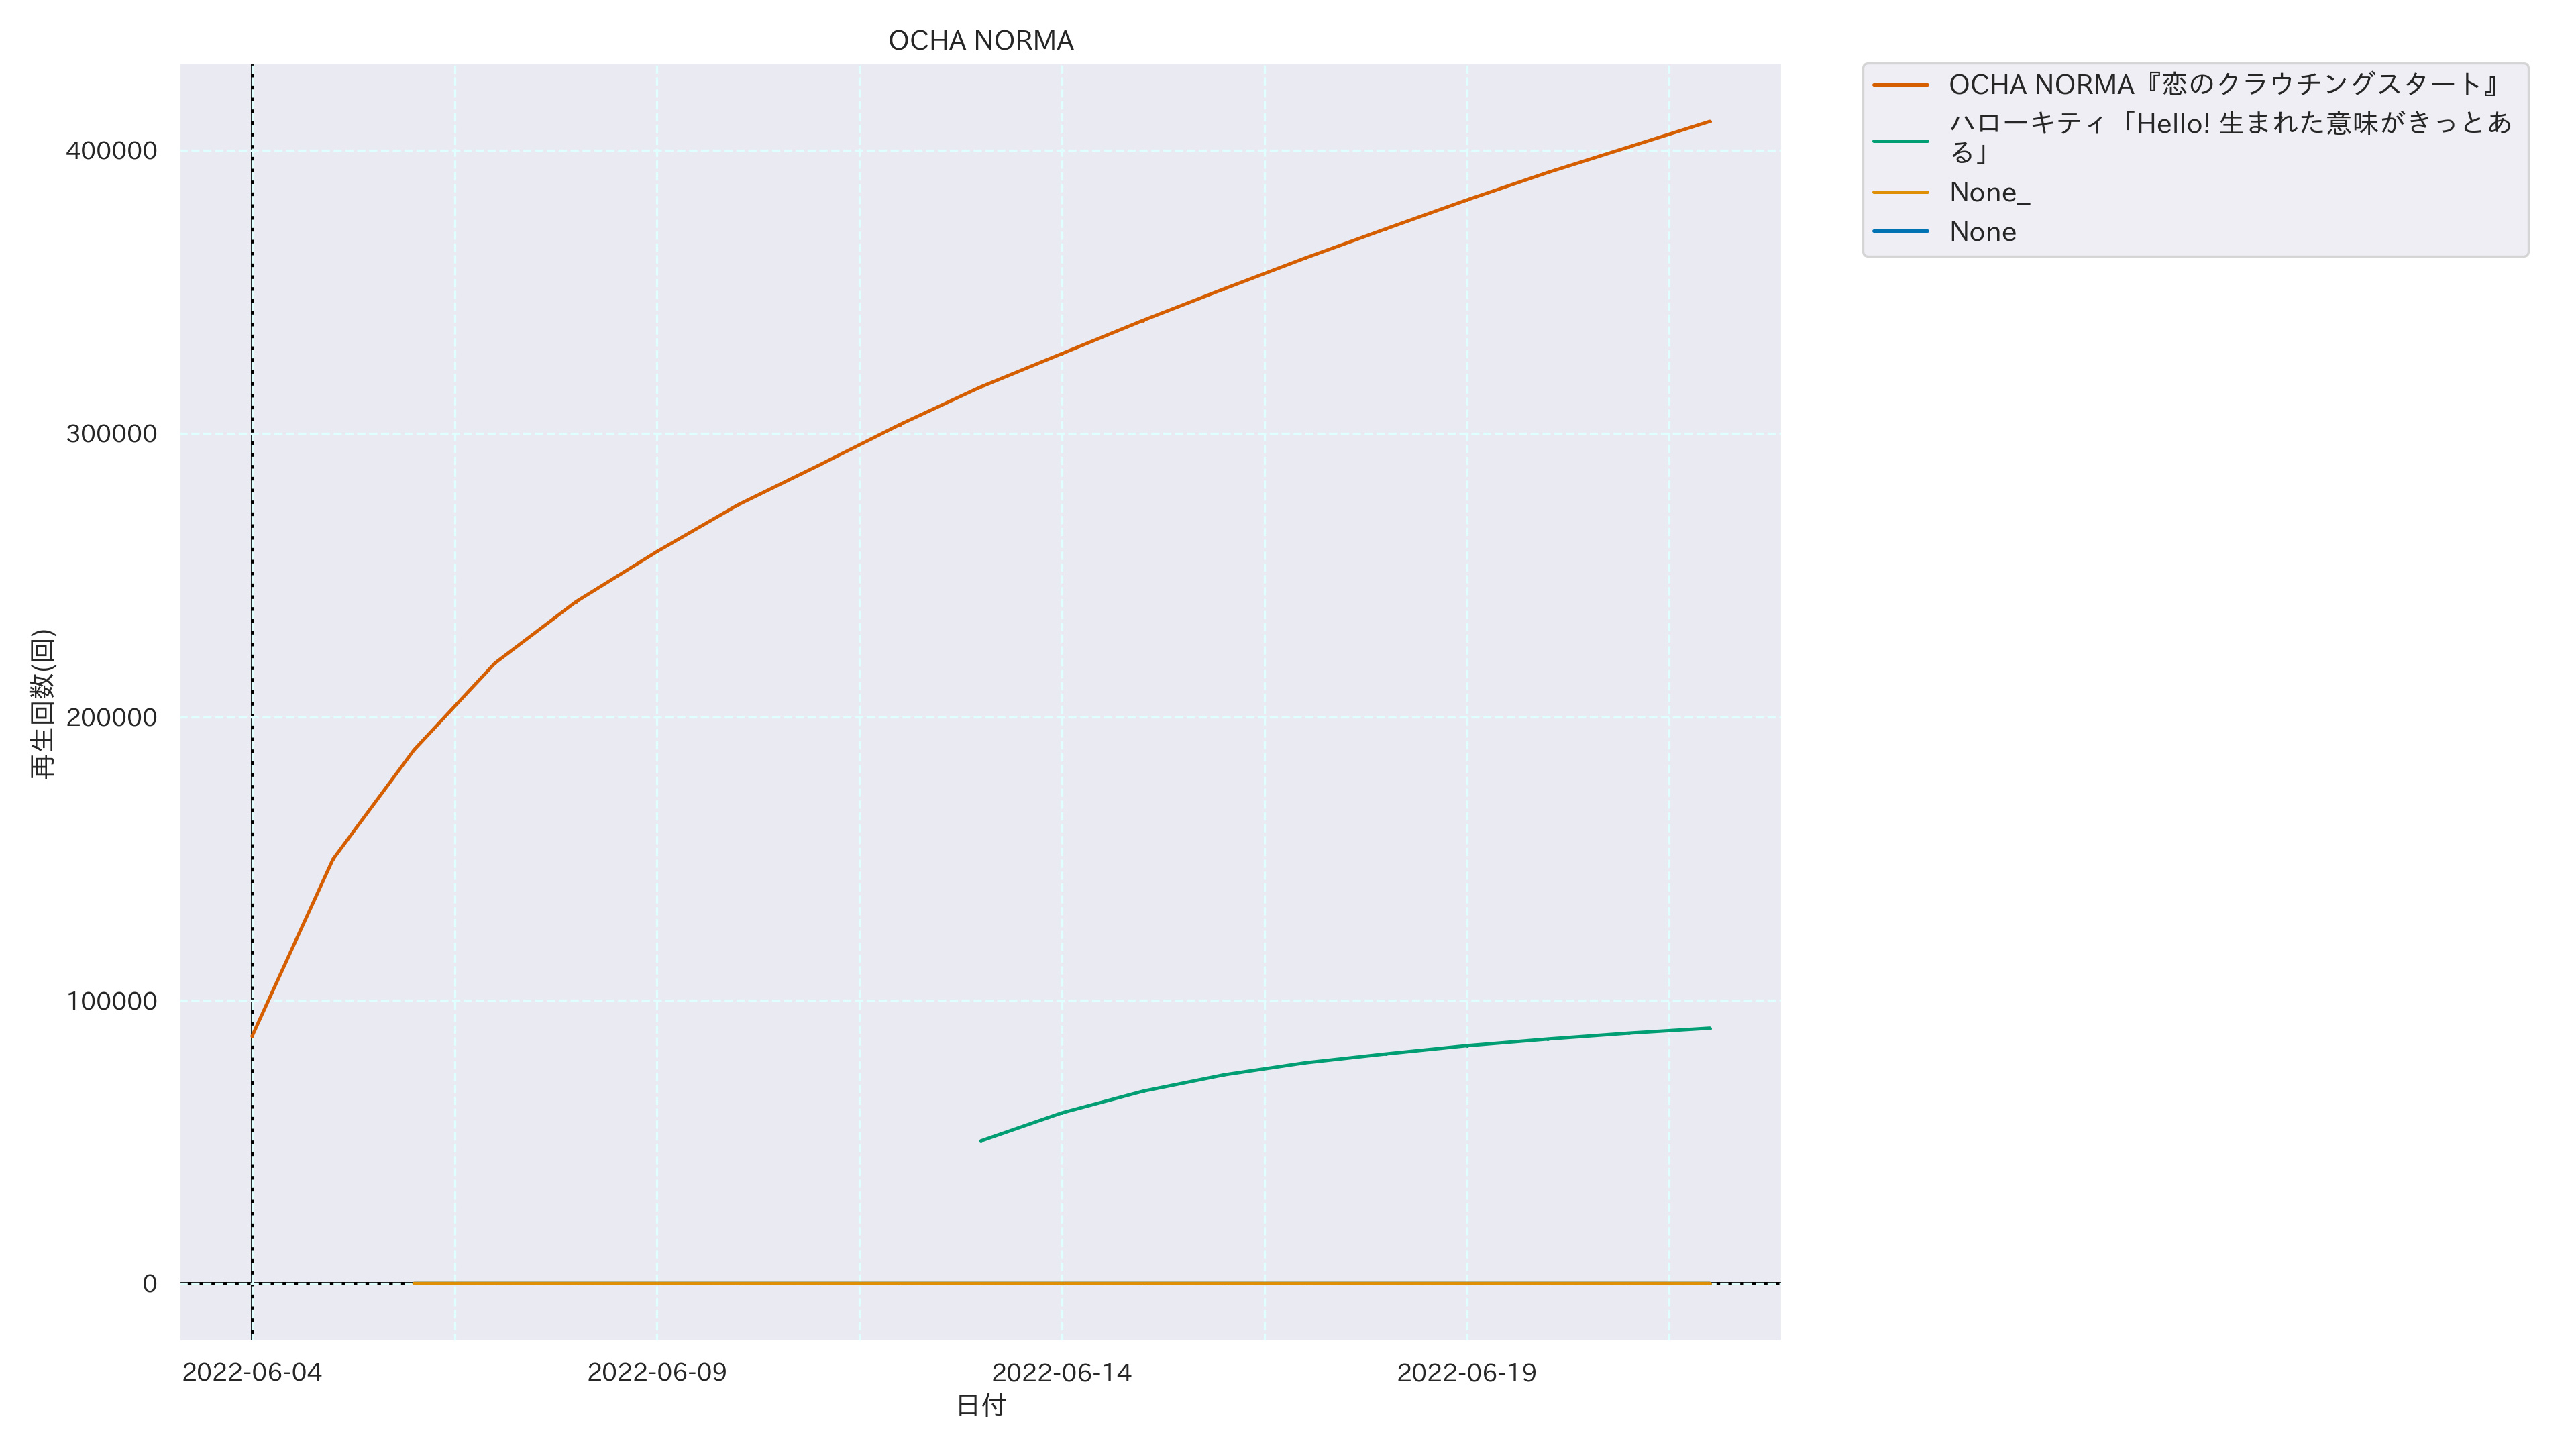 OCHA NORMA
OCHA NORMA『恋のクラウチングスタート』
ハローキティ「Hello! 生まれた意味がきっとあ
る」
None_
None
再生回数(回)
400000
300000
200000
100000
0
2022-06-04
2022-06-09
2022-06-14
2022-06-19
日付